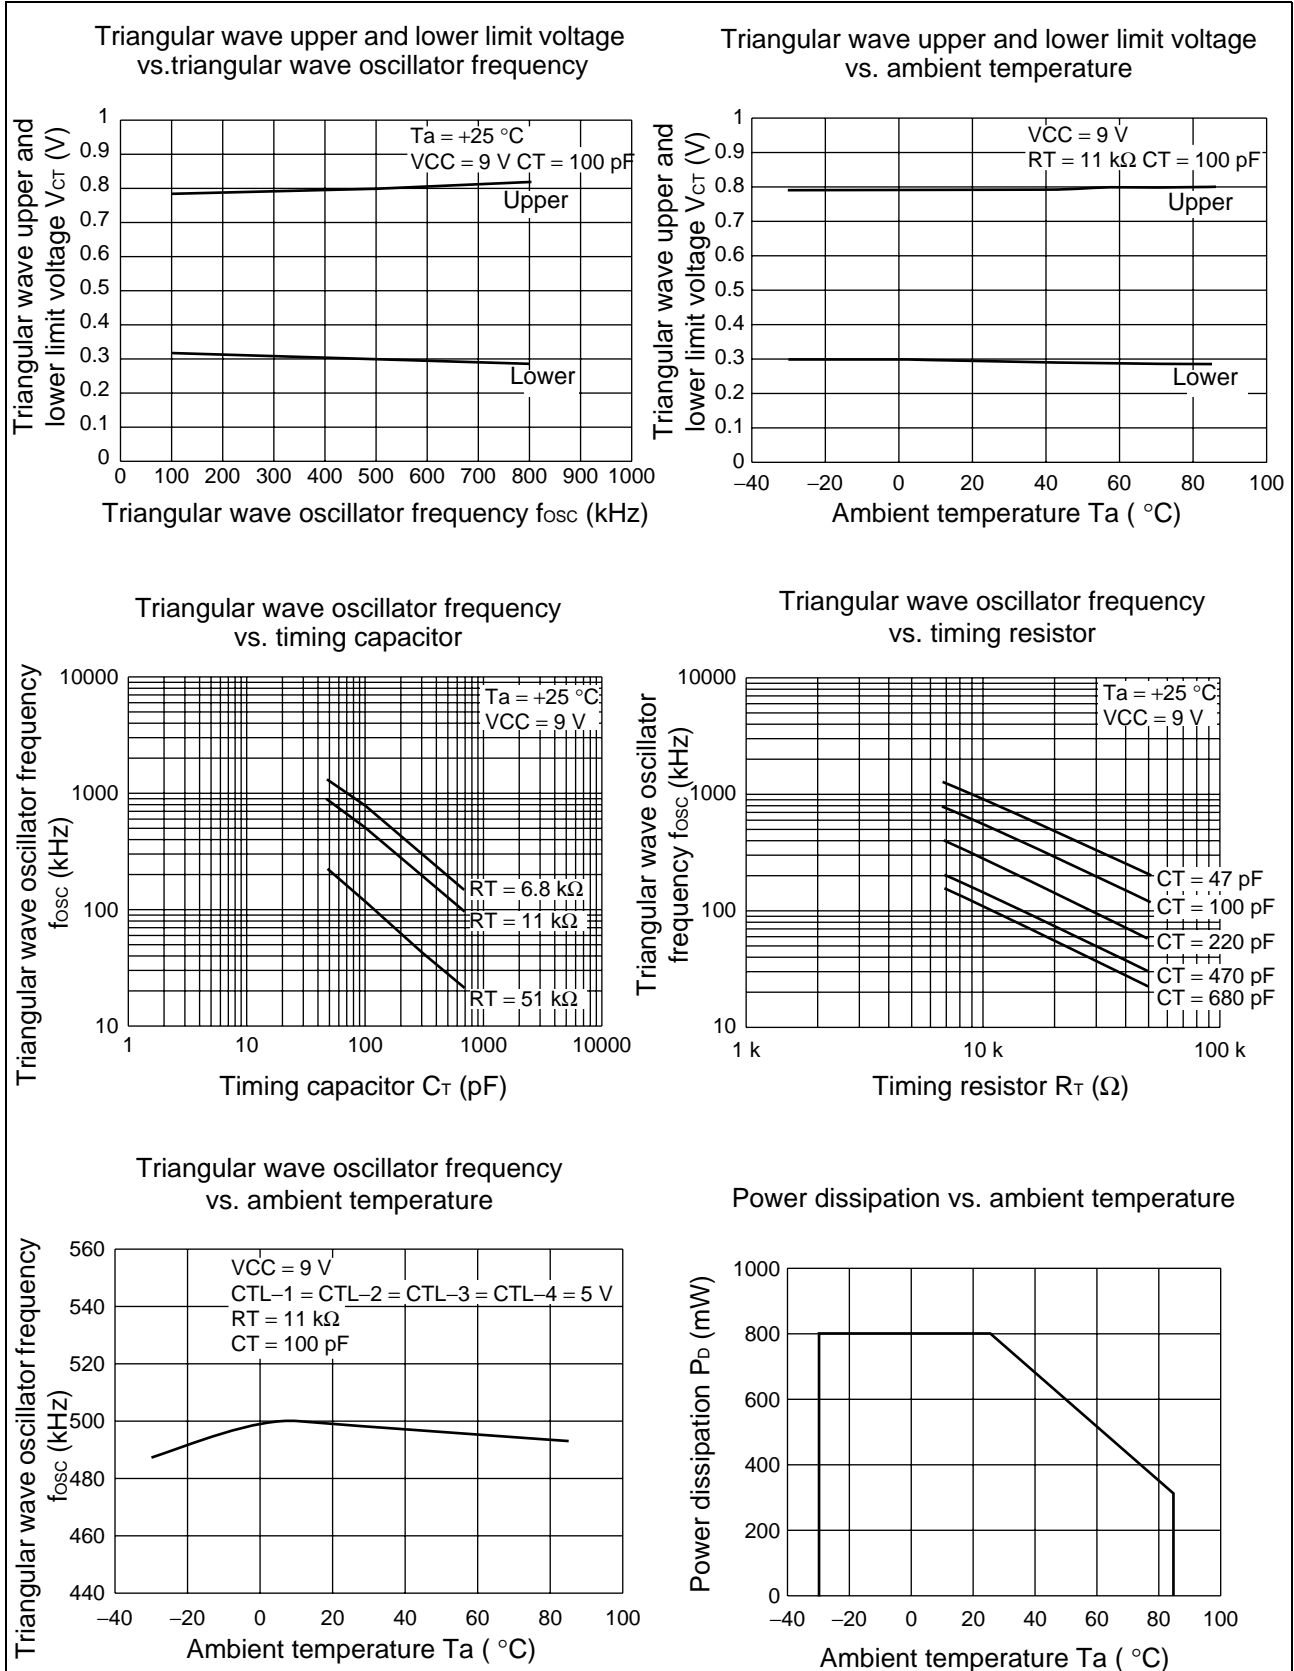 Triangular wave upper and lower limit voltage
vs.triangular wave oscillator frequency
Triangular wave upper and
lower limit voltage VCT (V)
1
0.9
0.8
0.7
0.6
0.5
0.4
0.3
0.2
0.1
0
Ta = +25 °C
VCC = 9 V CT = 100 pF
Upper
Lower
0 100 200 300 400 500 600 700 800 900 1000
Triangular wave oscillator frequency fOSC (kHz)
Triangular wave upper and lower limit voltage
vs. ambient temperature
Triangular wave upper and
lower limit voltage VCT (V)
1
0.9
0.8
0.7
0.6
0.5
0.4
0.3
0.2
0.1
0
VCC = 9 V
RT = 11 kΩ CT = 100 pF
Upper
Lower
–40 –20 0 20 40 60 80 100
Ambient temperature Ta ( °C)
Triangular wave oscillator frequency
vs. timing capacitor
Triangular wave oscillator frequency
fOSC (kHz)
10000
1000
100
10
Ta = +25 °C
VCC = 9 V
RT = 6.8 kΩ
RT = 11 kΩ
RT = 51 kΩ
1 10 100 1000 10000
Timing capacitor CT (pF)
Triangular wave oscillator frequency
vs. timing resistor
Triangular wave oscillator
frequency fOSC (kHz)
10000
1000
100
10
Ta = +25 °C
VCC = 9 V
CT = 47 pF
CT = 100 pF
CT = 220 pF
CT = 470 pF
CT = 680 pF
1 k 10 k 100 k
Timing resistor RT (Ω)
Triangular wave oscillator frequency
vs. ambient temperature
Triangular wave oscillator frequency
fOSC (kHz)
560
540
520
500
480
460
440
VCC = 9 V
CTL–1 = CTL–2 = CTL–3 = CTL–4 = 5 V
RT = 11 kΩ
CT = 100 pF
–40 –20 0 20 40 60 80 100
Ambient temperature Ta ( °C)
Power dissipation vs. ambient temperature
Power dissipation PD (mW)
1000
800
600
400
200
0
–40 –20 0 20 40 60 80 100
Ambient temperature Ta ( °C)